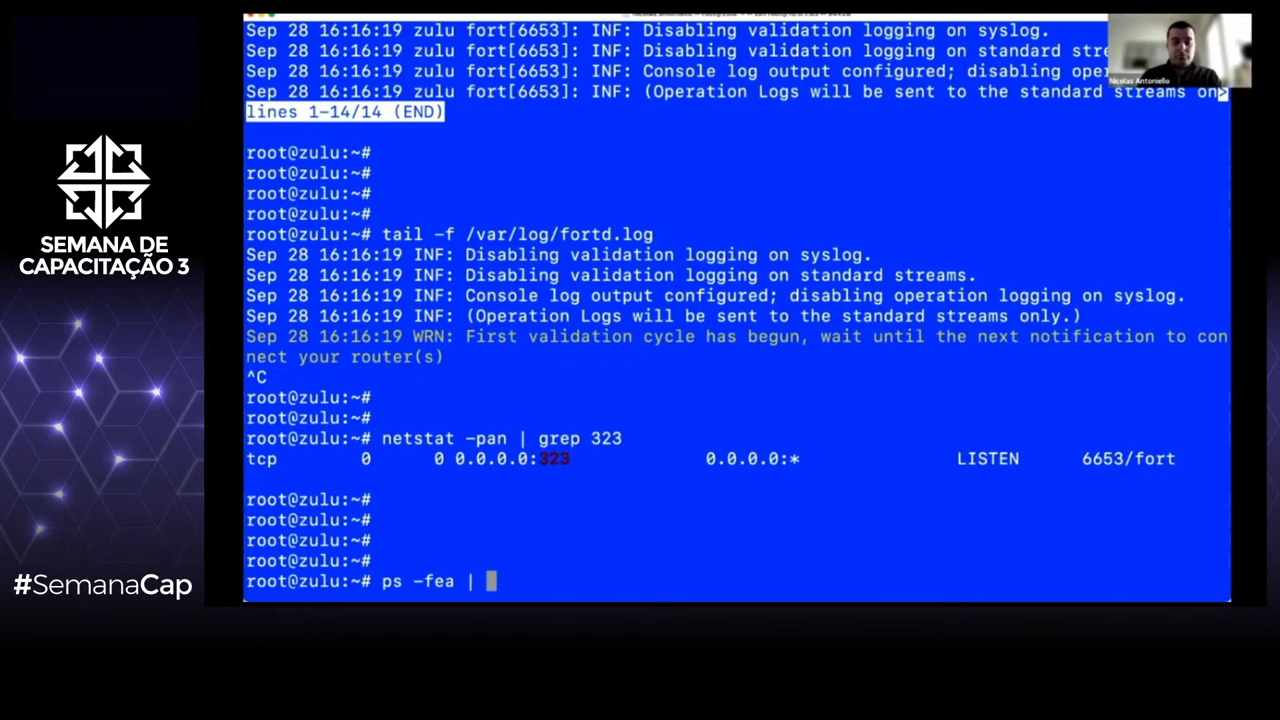 Sep 28 16:16:19 zulu fort[6653]: INF: Disabling validation logging on syslog.
Sep 28 16:16:19 zulu fort[6653]: INF: Disabling validation logging on standard stre
Sep 28 16:16:19 zulu fort[6653]: INF: Console log output configured; disabling oper
Sep 28 16:16:19 zulu fort[6653]: INF: (Operation Logs will be sent to the standard streams on>
lines 1-14/14 (END)
Nicolas Antoniello
root@zulu:~#
root@zulu:~#
root@zulu:~#
root@zulu:~#
root@zulu:~# tail -f /var/log/fortd.log
Sep 28 16:16:19 INF: Disabling validation logging on syslog.
Sep 28 16:16:19 INF: Disabling validation logging on standard streams.
Sep 28 16:16:19 INF: Console log output configured; disabling operation logging on syslog.
Sep 28 16:16:19 INF: (Operation Logs will be sent to the standard streams only.)
Sep 28 16:16:19 WRN: First validation cycle has begun, wait until the next notification to con
nect your router(s)
^C
root@zulu:~#
root@zulu:~#
root@zulu:~# netstat -pan | grep 323
tcp 0 0 0.0.0.0:323 0.0.0.0:* LISTEN 6653/fort
root@zulu:~#
root@zulu:~#
root@zulu:~#
root@zulu:~#
root@zulu:~# ps -fea |
SEMANA DE
CAPACITAÇÃO 3
#SemanaCap